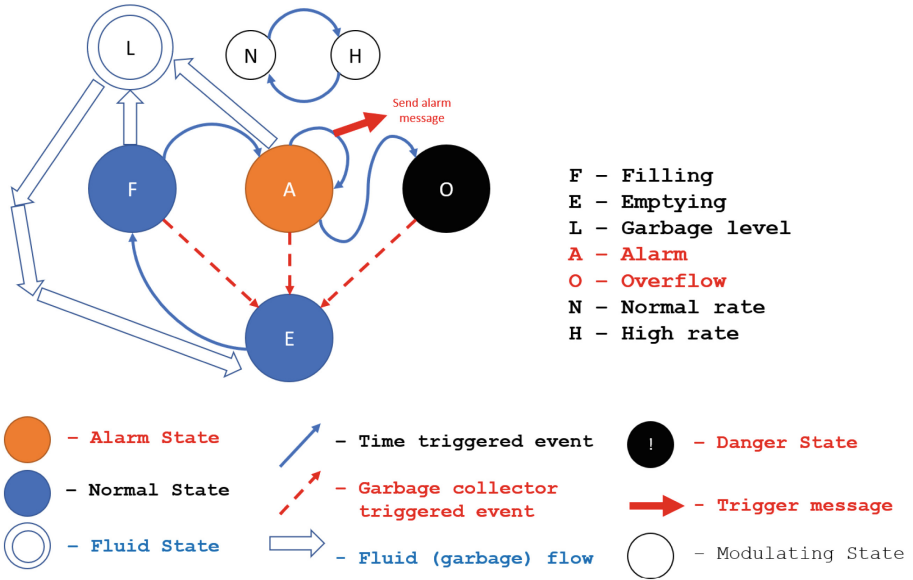 L
N
H
Send alarm
message
F
A
O
E
F – Filling
E – Emptying
L – Garbage level
A – Alarm
O – Overflow
N – Normal rate
H – High rate
– Alarm State
– Normal State
– Fluid State
– Time triggered event
– Garbage collector
triggered event
– Fluid (garbage) flow
!
– Danger State
– Trigger message
– Modulating State